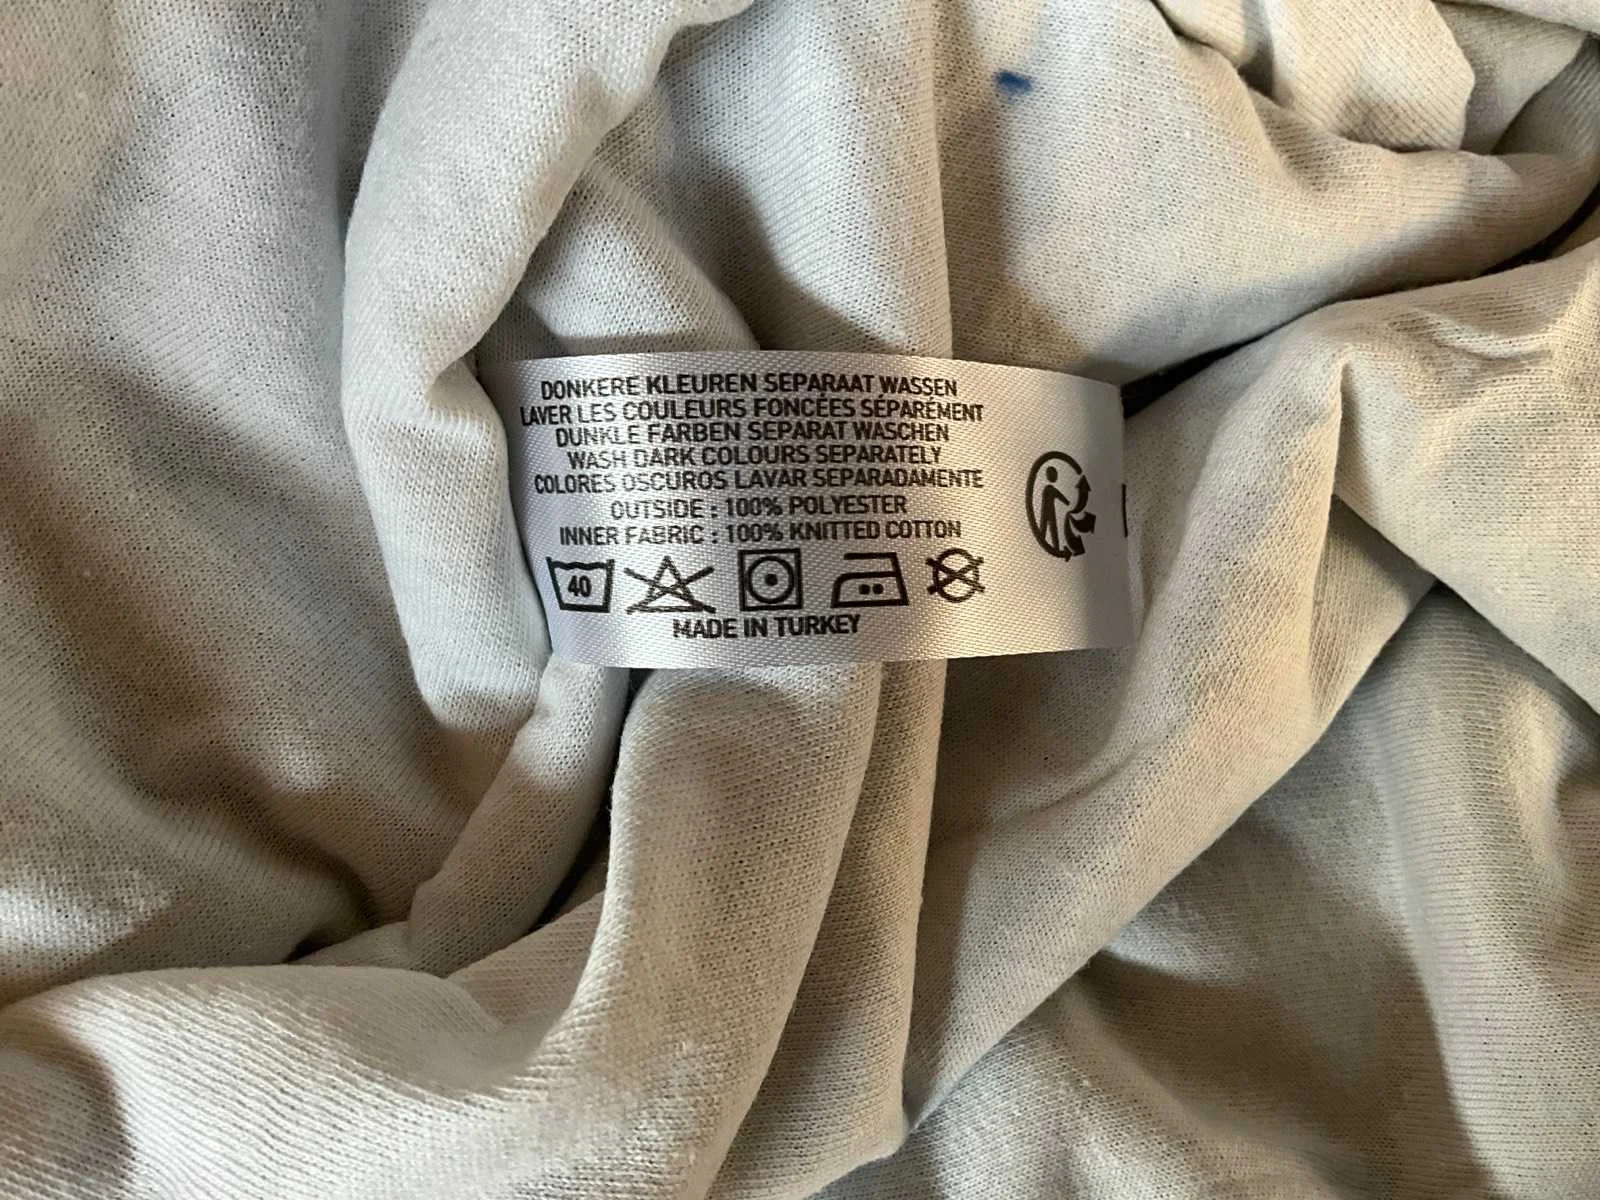 DONKERE KLEUREN SEPARAAT WASSEN
LAVER LES COULEURS FONCÉES SÉPARÉMENT
DUNKLE FARBEN SEPARAT WASCHEN
WASH DARK COLOURS SEPARATELY
COLORES OSCUROS LAVAR SEPARADAMENTE
OUTSIDE : 100% POLYESTER
INNER FABRIC : 100% KNITTED COTTON
40
MADE IN TURKEY